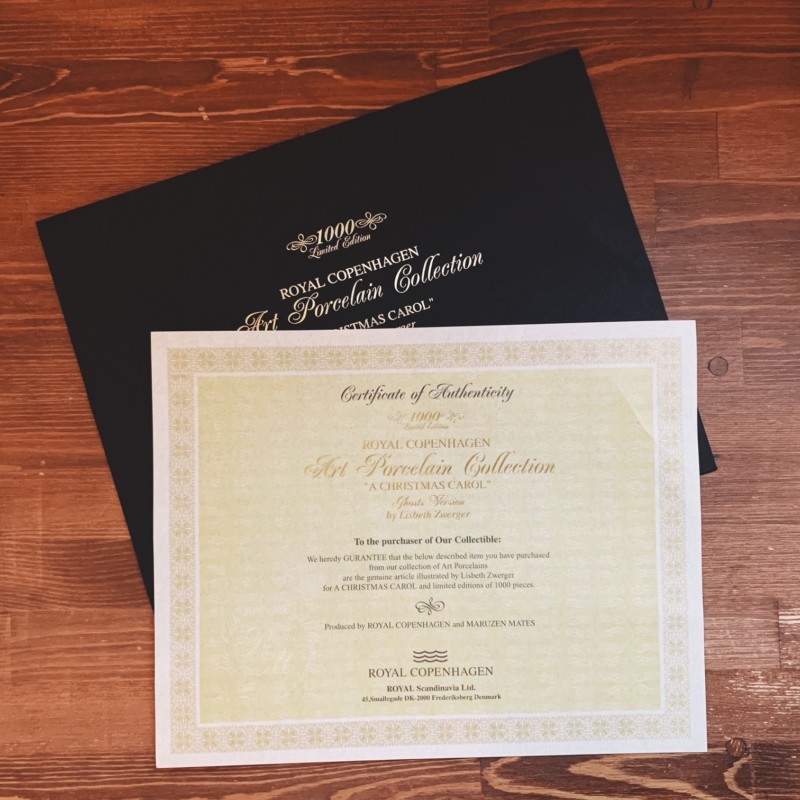 1000
Limited Edition
ROYAL COPENHAGEN
Art Porcelain Collection
CHRISTMAS CAROL"
Zwerger
Certificate of Authenticity
1000
Limited Edition
ROYAL COPENHAGEN
Art Porcelain Collection
"A CHRISTMAS CAROL"
Ghosts Version
by Lisbeth Zwerger
To the purchaser of Our Collectible:
We heredy GURANTEE that the below described item you have purchased
from our collection of Art Porcelains
are the genuine article illustrated by Lisbeth Zwerger
for A CHRISTMAS CAROL and limited editions of 1000 pieces.
Produced by ROYAL COPENHAGEN and MARUZEN MATES
ROYAL COPENHAGEN
ROYAL Scandinavia Ltd.
45,Smallegade DK-2000 Frederiksberg Denmark